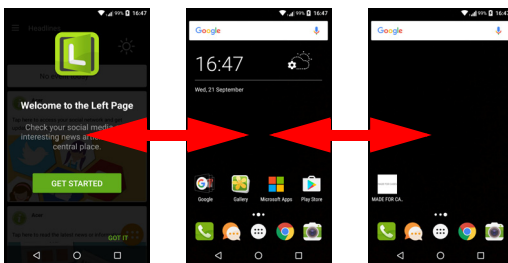 99% 16:47
Headlines
Welcome to the Left Page
Check your social media
interesting news
central place.
GET STARTED
GOT IT
99% 16:47
Google
16:47
Wed, 21 September
Google Gallery Microsoft Apps Play Store
99% 16:47
Google
MADE FOR CA..